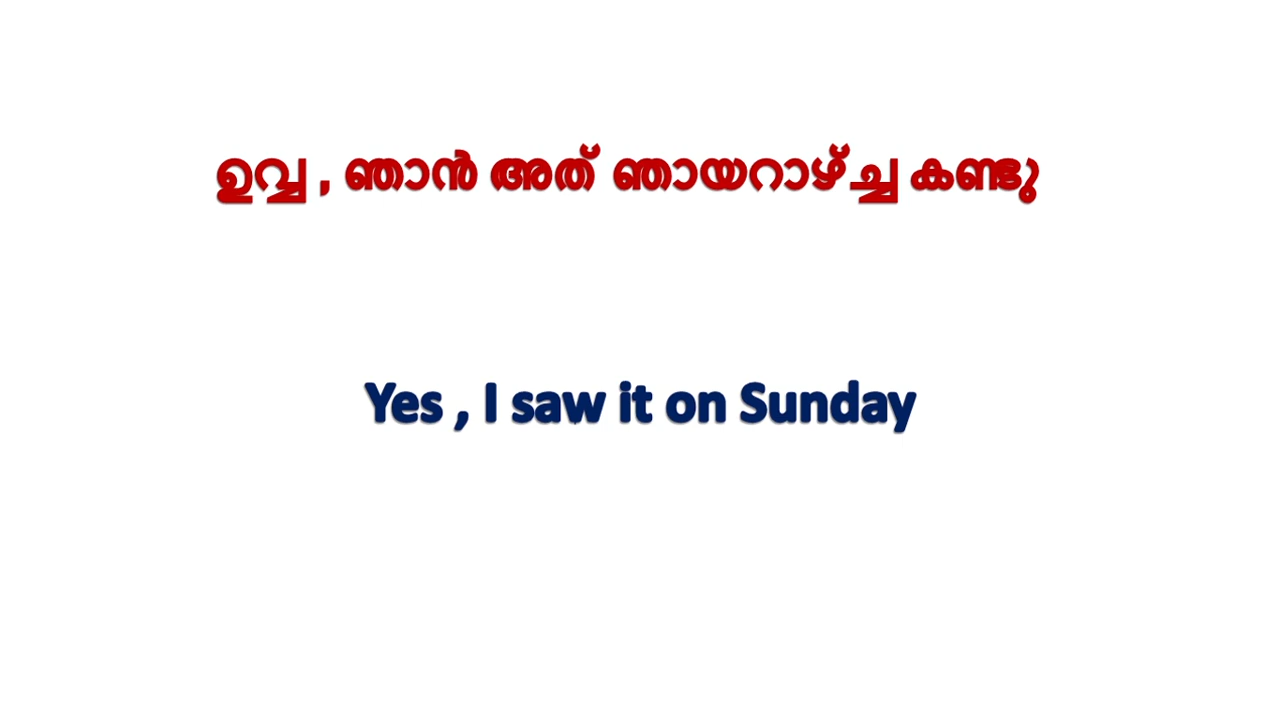 ഉവ്വ , ഞാൻ അത് ഞായറാഴ്ച്ച കണ്ടു
Yes , I saw it on Sunday